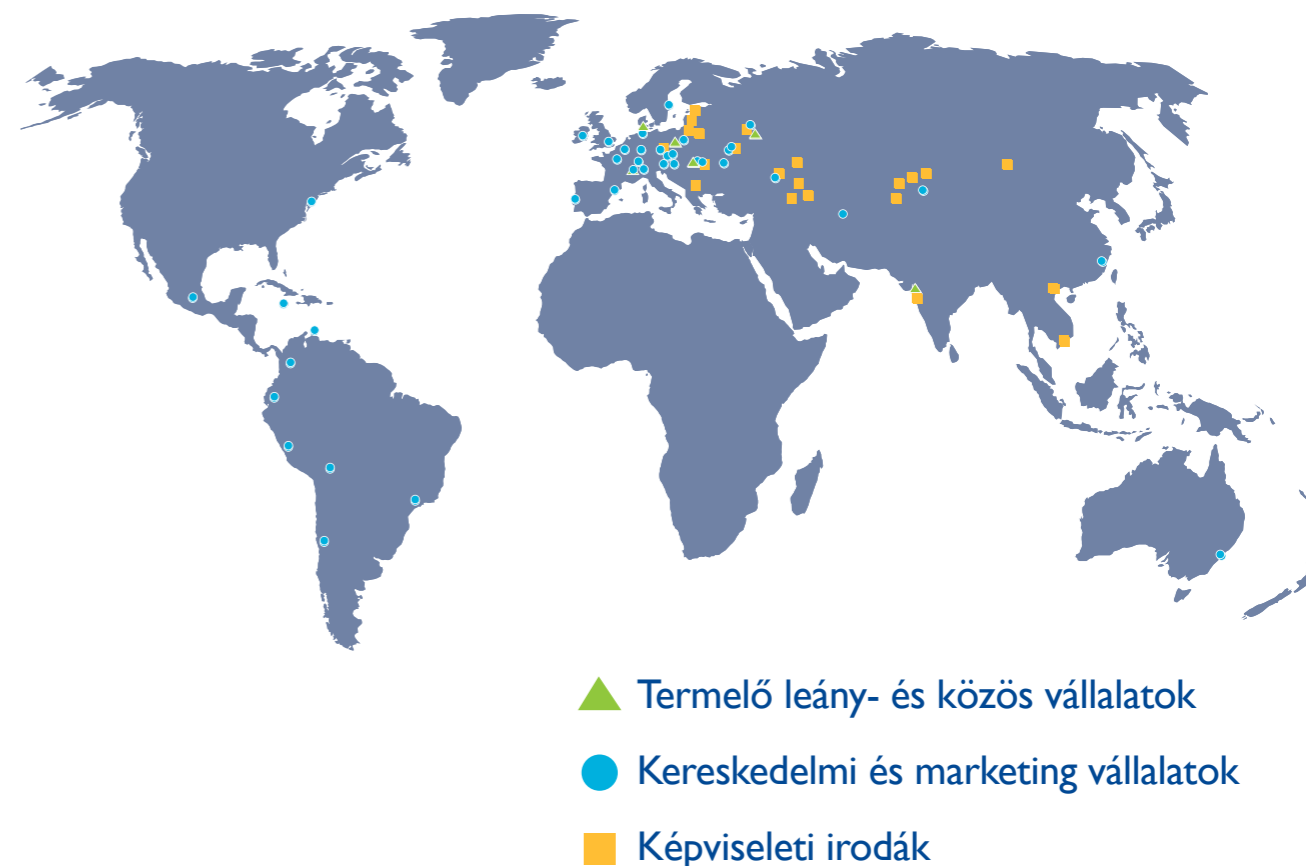 Termelő leány- és közös vállalatok
Kereskedelmi és marketing vállalatok
Képviseleti irodák